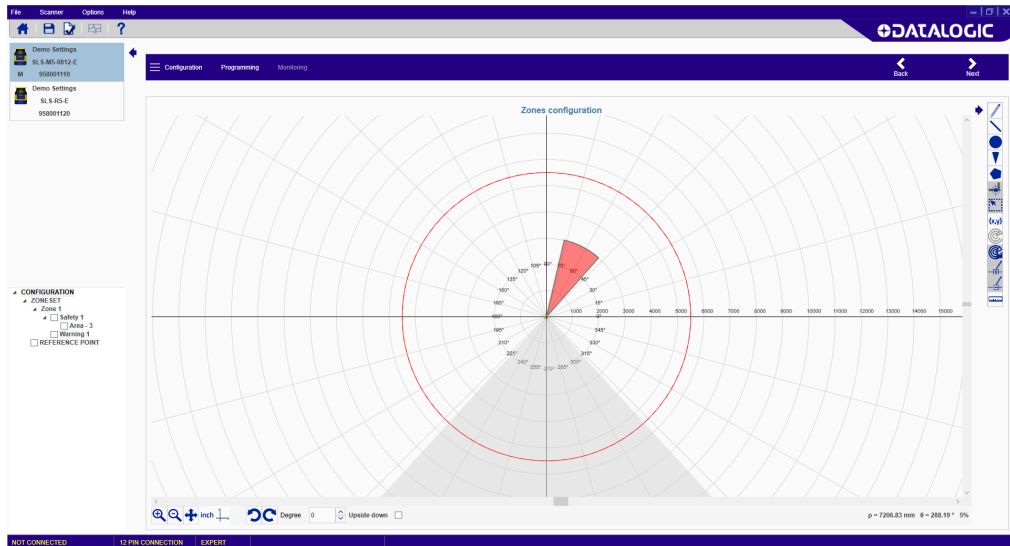 File Scanner Options Help
DATALOGIC
Demo Settings
SLS-M5-0812-E
M 958001110
Demo Settings
SLS-R5-E
958001120
Configuration Programming Monitoring Back Next
Zones configuration
(x,y)
105° 90° 75°
120° 60°
135° 45°
150° 30°
165° 15°
180° 0° 1000 2000 3000 4000 5000 6000 7000 8000 9000 10000 11000 12000 13000 14000 15000
195° 345°
210° 330°
225° 315°
240° 300°
255° 270° 285°
CONFIGURATION
ZONESET
Zone 1
Safety 1
Area - 3
Warning 1
REFERENCE POINT
inch Degree 0 Upside down ρ = 7206.83 mm θ = 288.19 ° 5%
NOT CONNECTED 12 PIN CONNECTION EXPERT